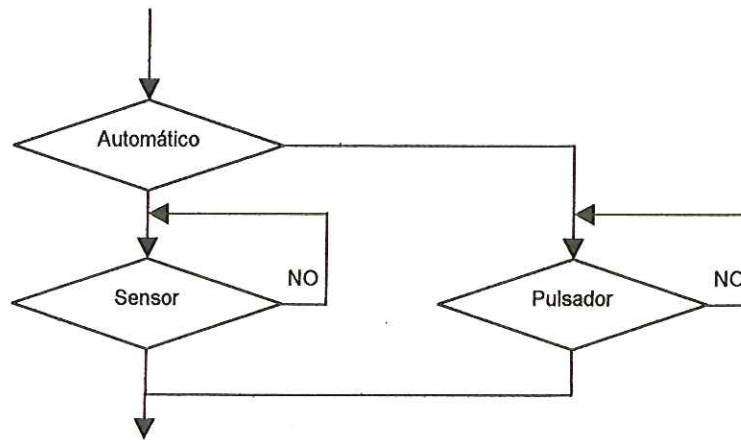 Automático
NO
Sensor
NO
Pulsador